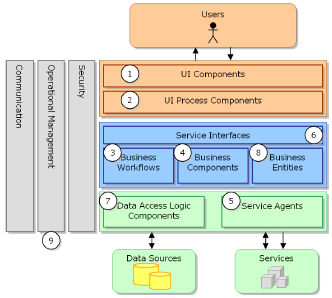 Users
Communication
Operational Management
Security
1 UI Components
2 UI Process Components
Service Interfaces 6
3 Business
Workflows
4 Business
Components
8 Business
Entities
7 Data Access Logic
Components
5 Service Agents
9
Data Sources
Services